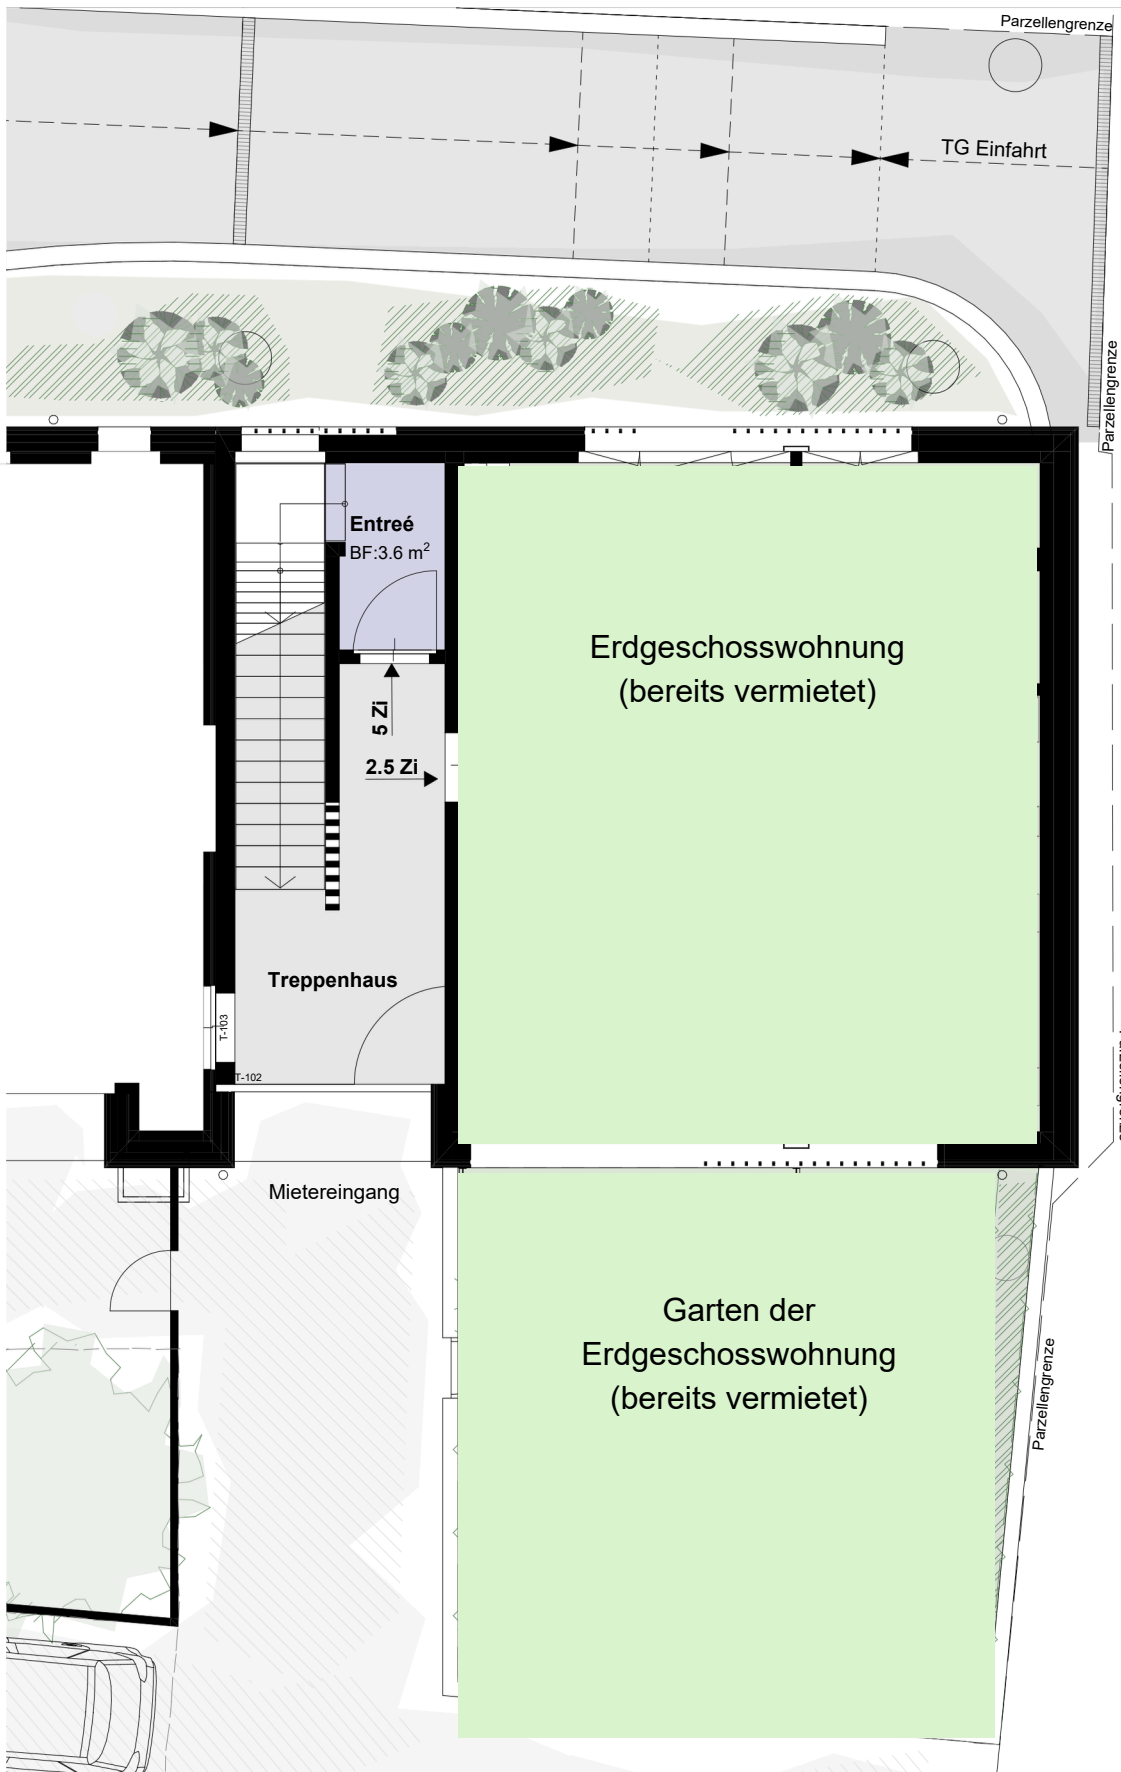 Parzellengrenze
TG Einfahrt
Parzellengrenze
Entreé
BF:3.6 m²
Erdgeschosswohnung
(bereits vermietet)
5 Zi
2.5 Zi
Treppenhaus
T-103
T-102
Mietereingang
Garten der
Erdgeschosswohnung
(bereits vermietet)
Parzellengrenze